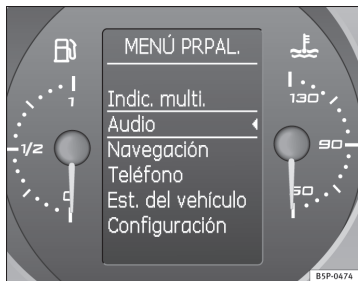 MENÚ PRPAL.
Indic. multi.
Audio
Navegación
Teléfono
Est. del vehículo
Configuración
1
1/2
0
130
90
50
B5P-0474